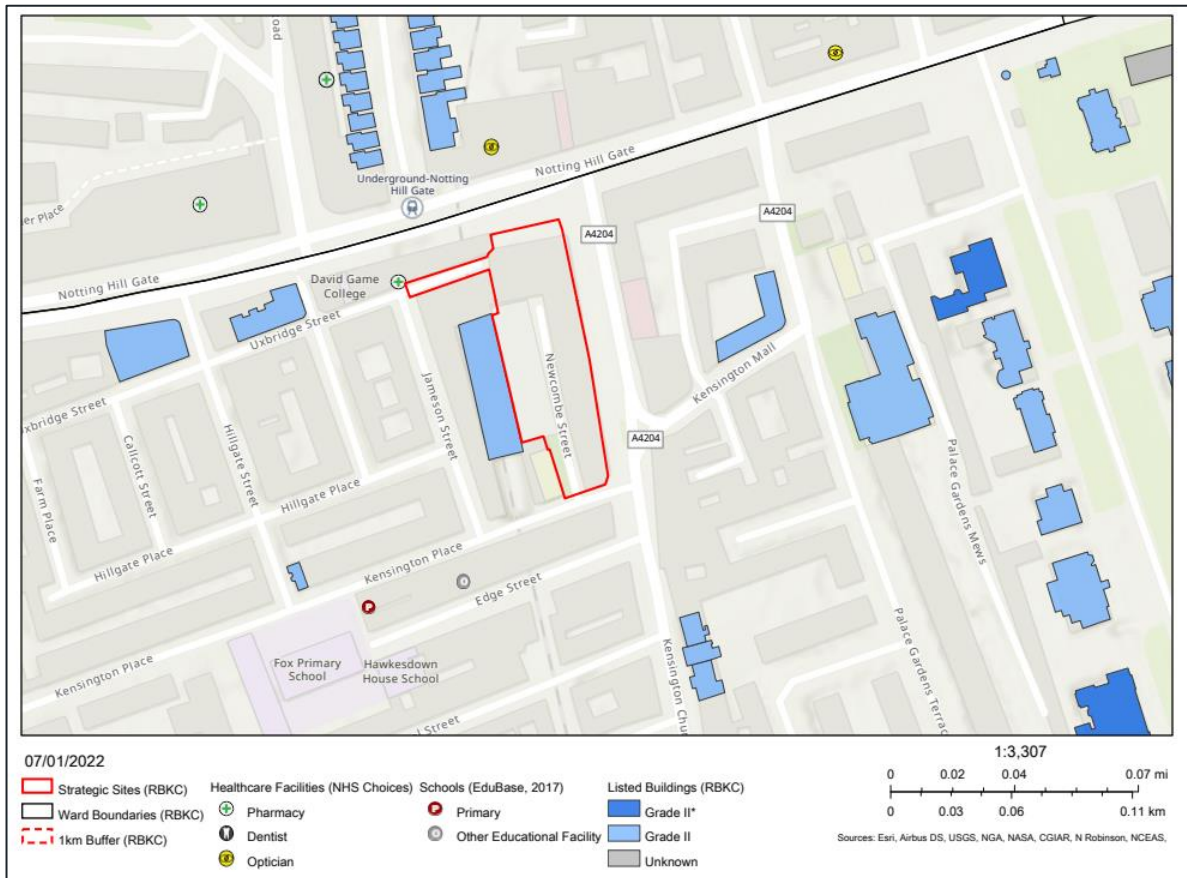 Road
Notting Hill Gate
Underground-Notting
Hill Gate
A4204
A4204
er Place
David Game
College
Notting Hill Gate
Uxbridge Street
Kensington Mall
Newcombe Street
Jameson Street
A4204
uxbridge Street
Callcott Street
Hillgate Street
Hillgate Place
Farm Place
Palace Gardens Mews
Hillgate Place
Kensington Place
Edge Street
Fox Primary
School
Hawkesdown
House School
Kensington Place
Kensington Chu
Palace Gardens Terrac
l Street
07/01/2022
1:3,307
Strategic Sites (RBKC)
Ward Boundaries (RBKC)
1km Buffer (RBKC)
Healthcare Facilities (NHS Choices)
Pharmacy
Dentist
Optician
Schools (EduBase, 2017)
P Primary
Other Educational Facility
Listed Buildings (RBKC)
Grade II*
Grade II
Unknown
0 0.02 0.04 0.07 mi
0 0.03 0.06 0.11 km
Sources: Esri, Airbus DS, USGS, NGA, NASA, CGIAR, N Robinson, NCEAS,